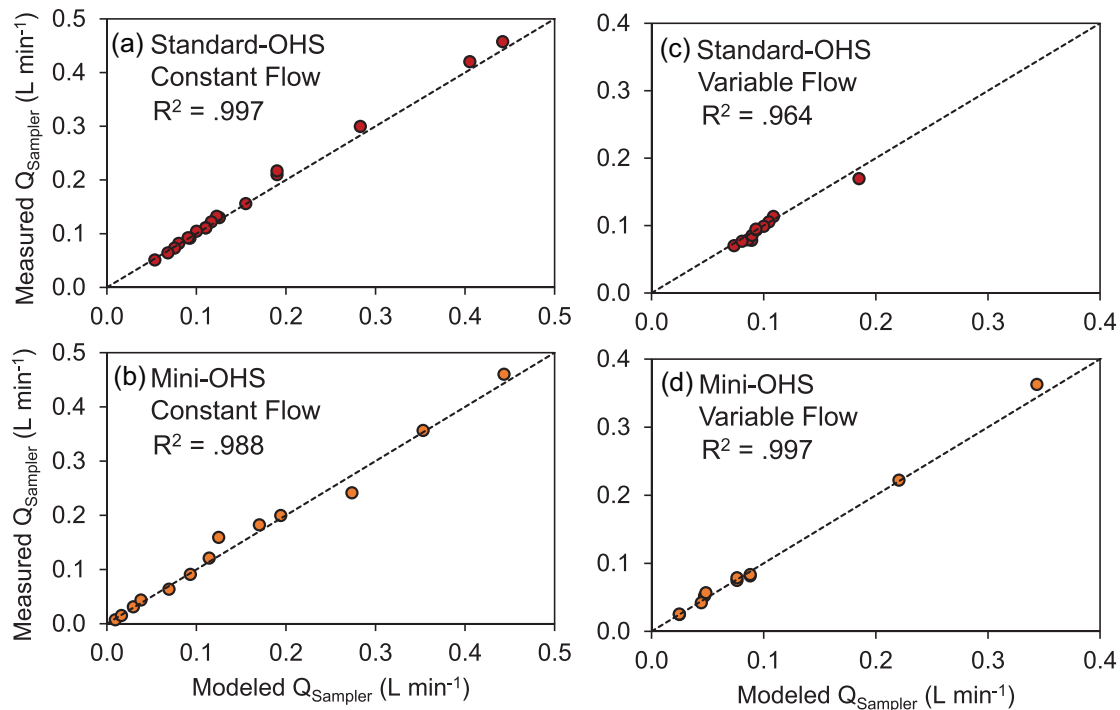 0.5
0.4
0.3
0.2
0.1
0.0
Measured Q_Sampler (L min⁻¹)
(a) Standard-OHS
Constant Flow
R² = .997
0.0 0.1 0.2 0.3 0.4 0.5
0.4
0.3
0.2
0.1
0.0
(c) Standard-OHS
Variable Flow
R² = .964
0.0 0.1 0.2 0.3 0.4
0.5
0.4
0.3
0.2
0.1
0.0
Measured Q_Sampler (L min⁻¹)
(b) Mini-OHS
Constant Flow
R² = .988
0.0 0.1 0.2 0.3 0.4 0.5
Modeled Q_Sampler (L min⁻¹)
0.4
0.3
0.2
0.1
0.0
(d) Mini-OHS
Variable Flow
R² = .997
0.0 0.1 0.2 0.3 0.4
Modeled Q_Sampler (L min⁻¹)